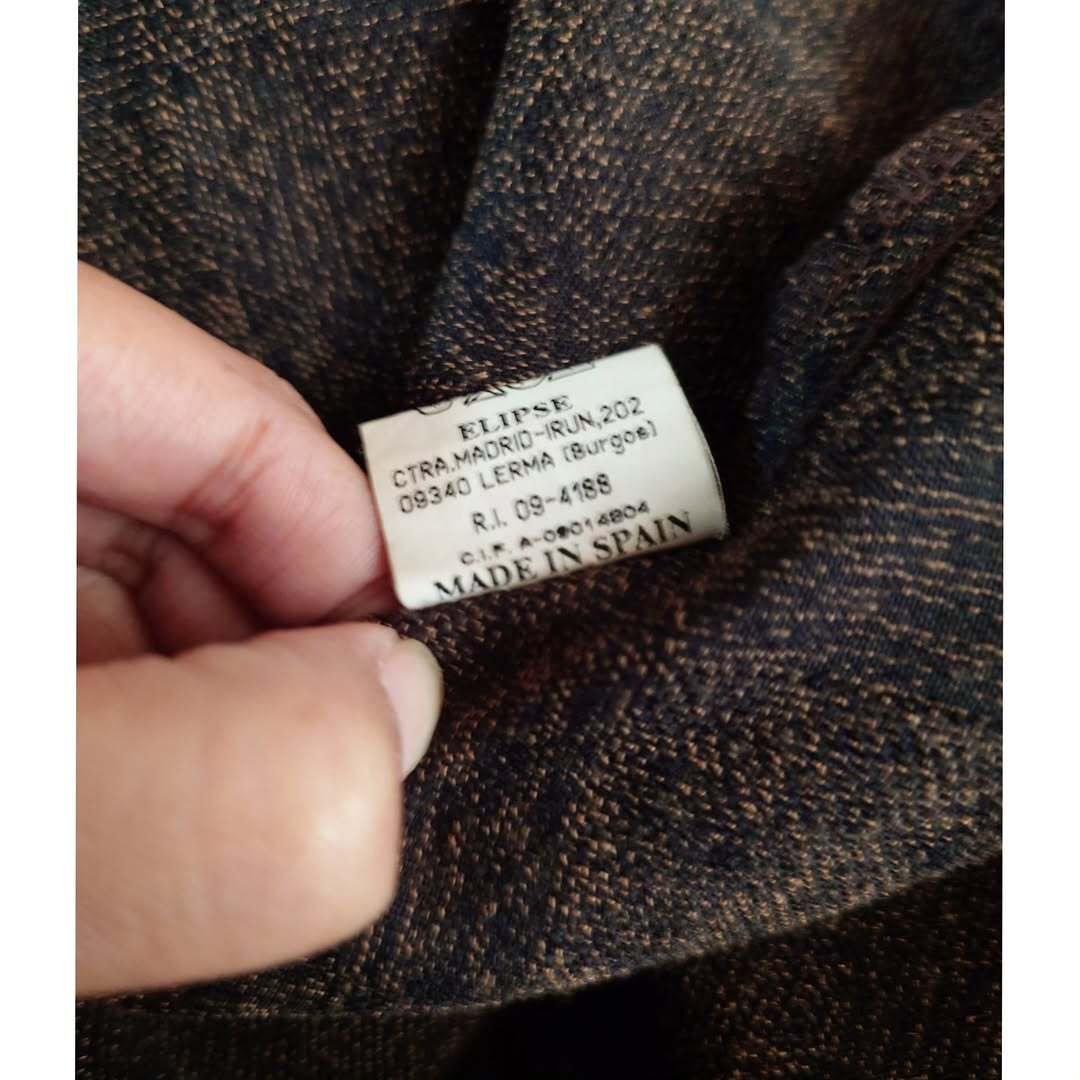 ELIPSE
CTRA.MADRID-IRUN,202
09340 LERMA (Burgos)
R.I. 09-4188
C.I.F. A-09014804
MADE IN SPAIN